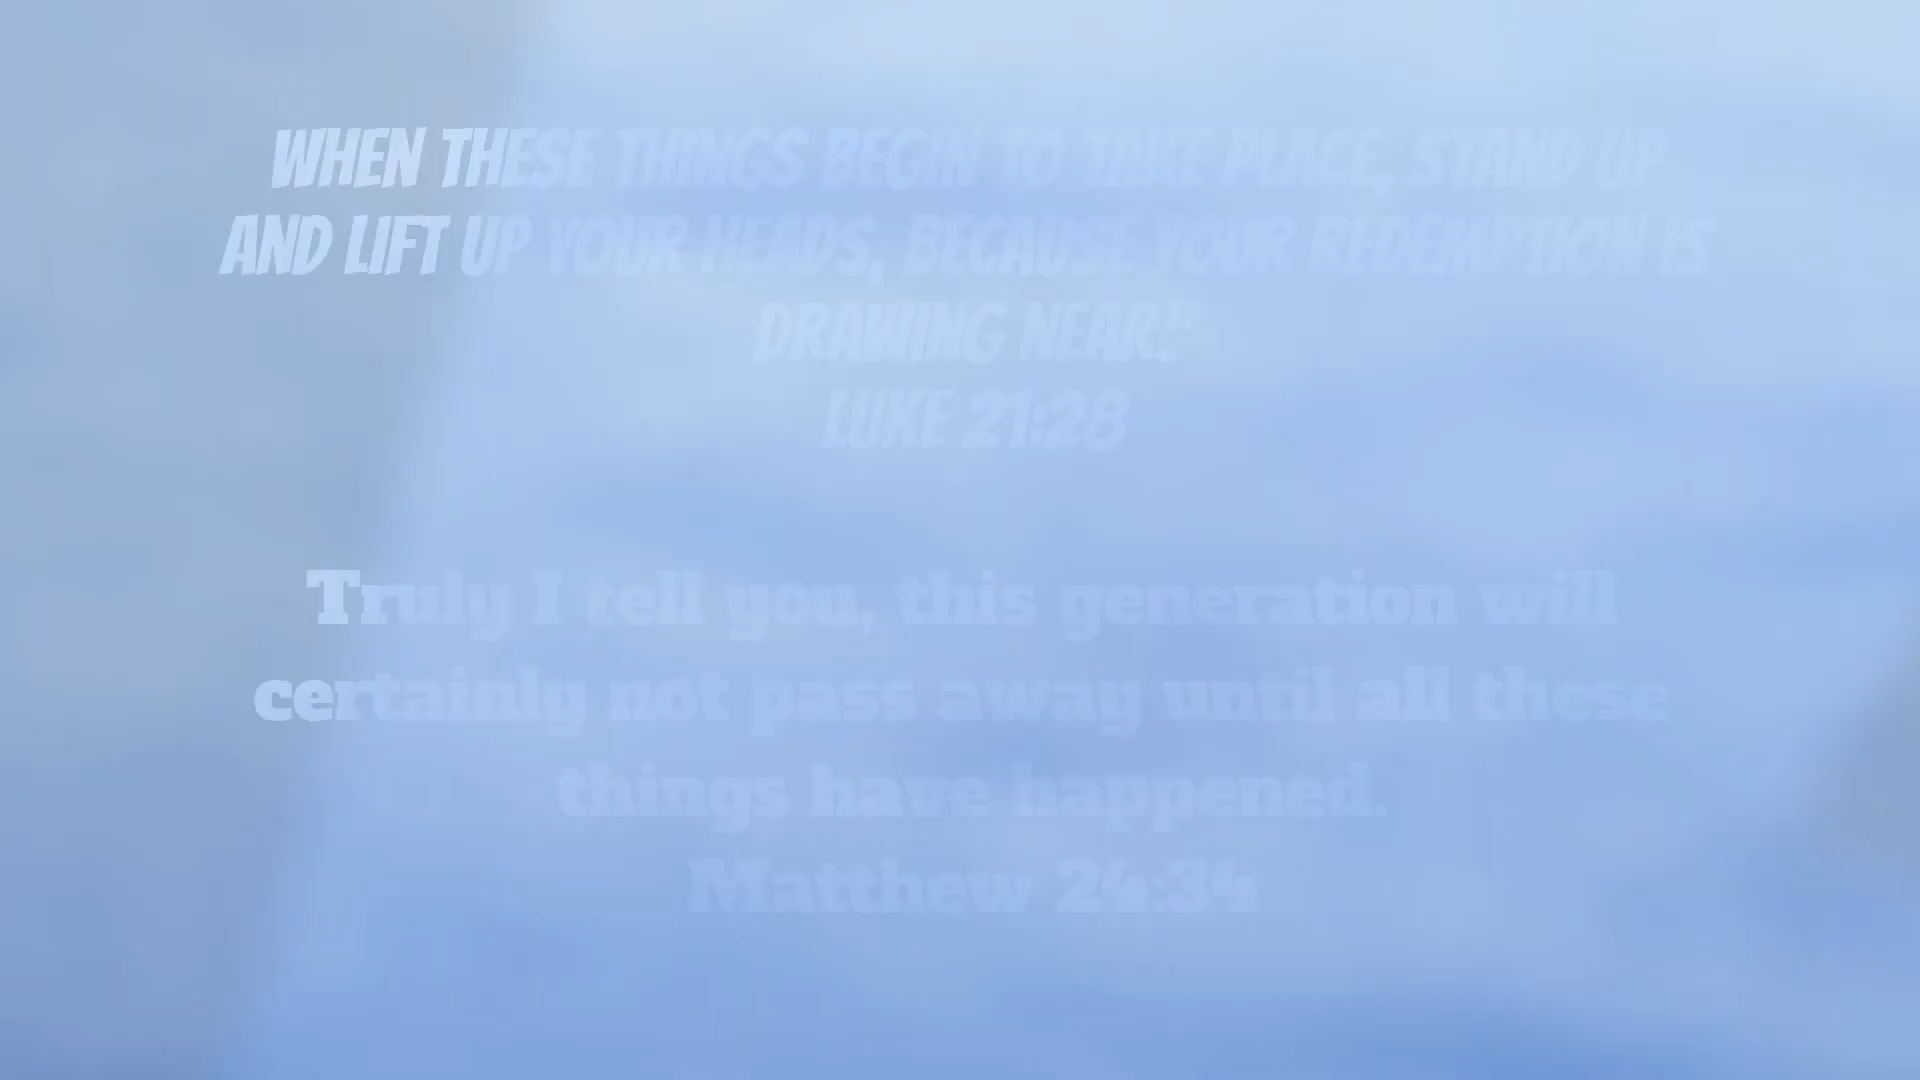 WHEN THESE THINGS BEGIN TO TAKE PLACE, STAND UP
AND LIFT UP YOUR HEADS, BECAUSE YOUR REDEMPTION IS
DRAWING NEAR."
LUKE 21:28
Truly I tell you, this generation will
certainly not pass away until all these
things have happened.
Matthew 24:34